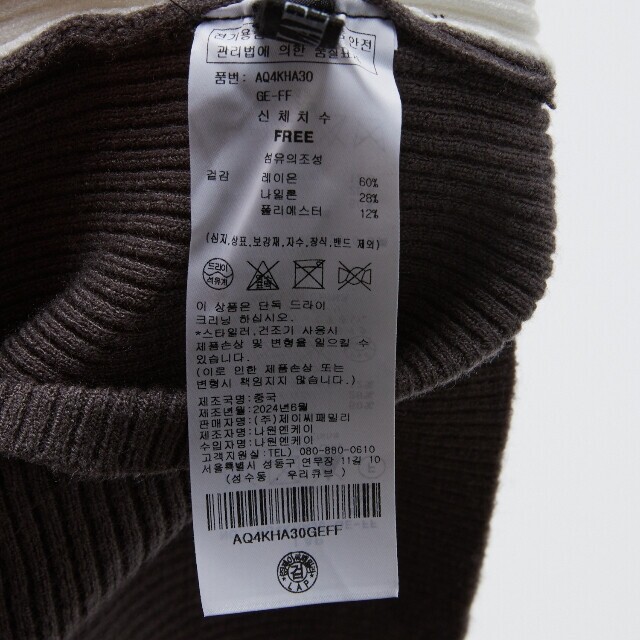 관리법에 의한 품질표
품번: AQ4KHA30
GE-FF
신체치수
FREE
섬유의조성
겉감 레이온 60%
나일론 28%
폴리에스터 12%
(심지,상표,보강재,자수,장식,밴드 제외)
드라이
이 상품은 단독 드라이
크리닝 하십시오.
*스타일러,건조기 사용시
제품손상 및 변형을 일으킬 수
있습니다.
(이로 인한 제품손상 또는
변형시 책임지지 않습니다.)
제조국명:중국
제조년월:2024년6월
제조자명:(주)제이씨패밀리
수입자명:나원엔케이
고객지원실:TEL) 080-880-0610
서울특별시 성동구 연무장11길 10
(성수동, 우리큐브)
AQ4KHA30GEFF
검